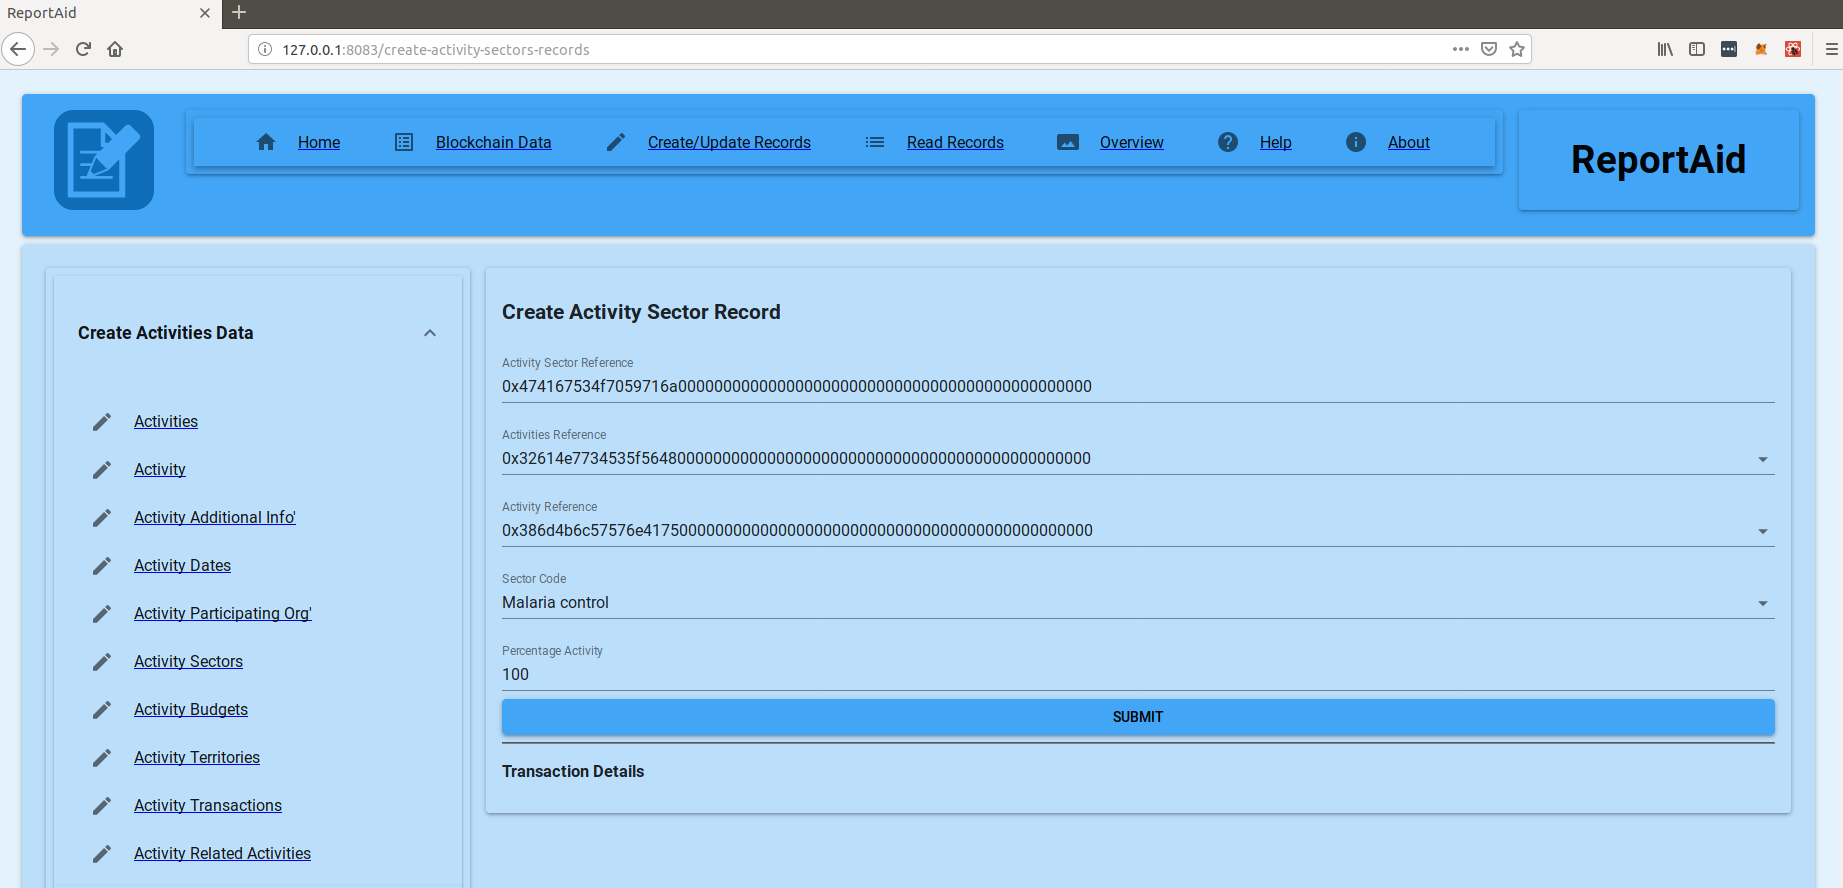 ReportAid
127.0.0.1:8083/create-activity-sectors-records
Home
Blockchain Data
Create/Update Records
Read Records
Overview
Help
About
ReportAid
Create Activities Data
Activities
Activity
Activity Additional Info'
Activity Dates
Activity Participating Org'
Activity Sectors
Activity Budgets
Activity Territories
Activity Transactions
Activity Related Activities
Create Activity Sector Record
Activity Sector Reference
0x474167534f7059716a0000000000000000000000000000000000000000000000
Activities Reference
0x32614e7734535f56480000000000000000000000000000000000000000000000
Activity Reference
0x386d4b6c57576e41750000000000000000000000000000000000000000000000
Sector Code
Malaria control
Percentage Activity
100
SUBMIT
Transaction Details